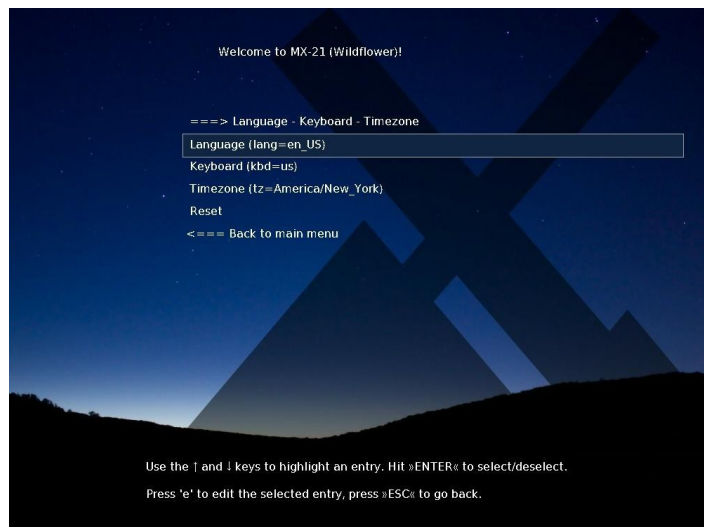 Welcome to MX-21 (Wildflower)!
===> Language - Keyboard - Timezone
Language (lang=en_US)
Keyboard (kbd=us)
Timezone (tz=America/New_York)
Reset
<=== Back to main menu
Use the ↑ and ↓ keys to highlight an entry. Hit »ENTER« to select/deselect.
Press 'e' to edit the selected entry, press »ESC« to go back.